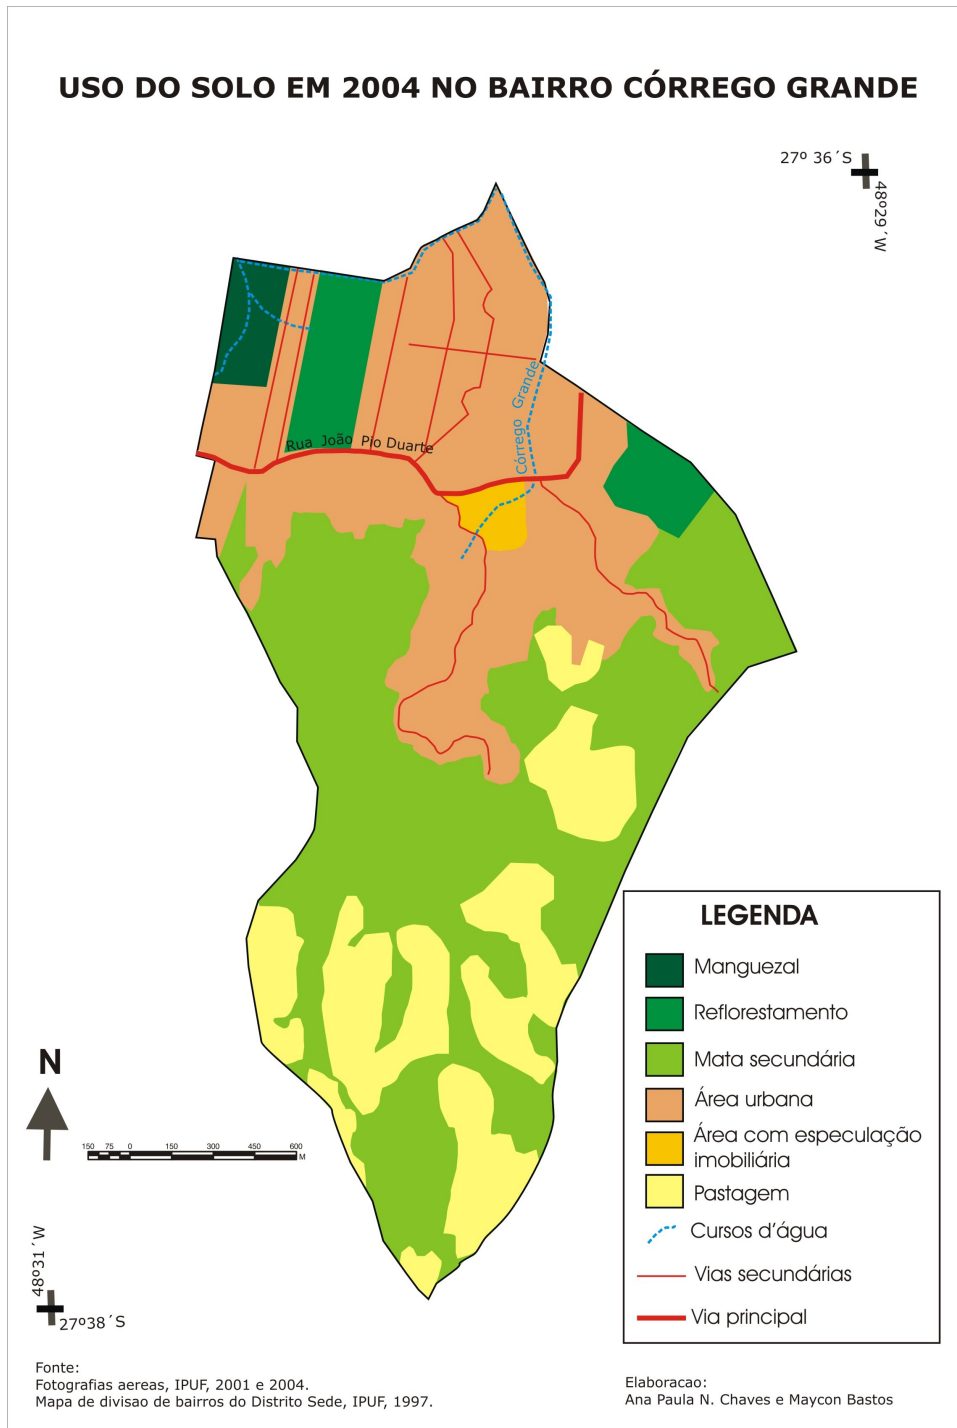 USO DO SOLO EM 2004 NO BAIRRO CÓRREGO GRANDE
27º 36´S
48º29´W
Córrego Grande
Rua João Pio Duarte
LEGENDA
Manguezal
Reflorestamento
Mata secundária
Área urbana
Área com especulação
imobiliária
Pastagem
Cursos d'água
Vias secundárias
Via principal
N
150 75 0 150 300 450 600
M
48º31´W
27º38´S
Fonte:
Fotografias aereas, IPUF, 2001 e 2004.
Mapa de divisao de bairros do Distrito Sede, IPUF, 1997.
Elaboracao:
Ana Paula N. Chaves e Maycon Bastos